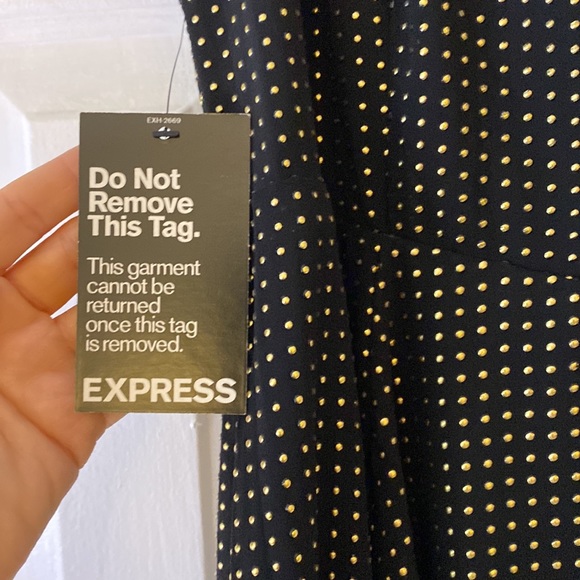 EXH-2669
Do Not
Remove
This Tag.
This garment
cannot be
returned
once this tag
is removed.
EXPRESS